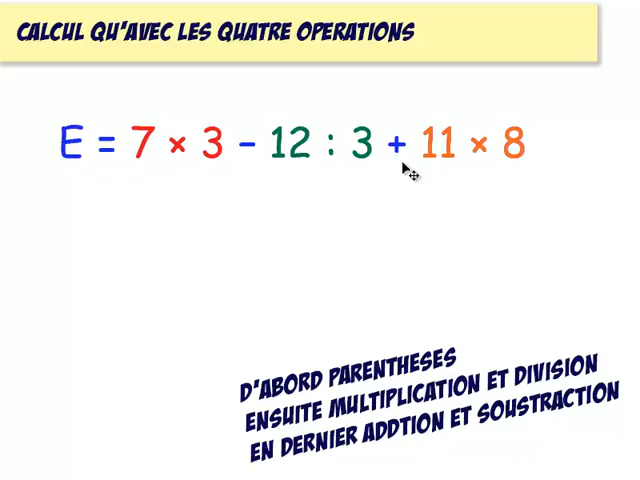 CALCUL QU'AVEC LES QUATRE OPERATIONS
E = 7 × 3 – 12 : 3 + 11 × 8
D'ABORD PARENTHESES
ENSUITE MULTIPLICATION ET DIVISION
EN DERNIER ADDTION ET SOUSTRACTION